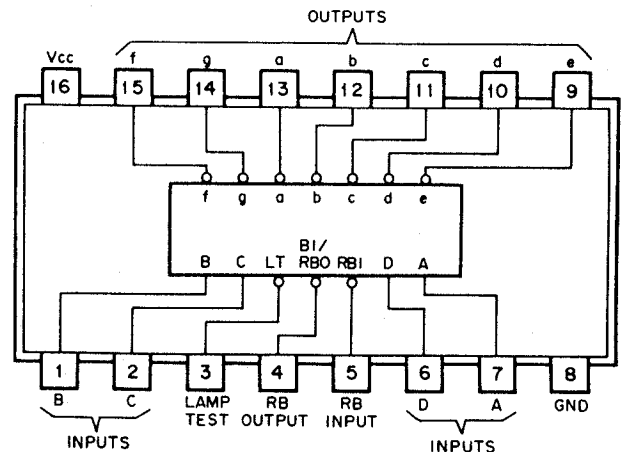 OUTPUTS
Vcc f g a b c d e
16 15 14 13 12 11 10 9
f g a b c d e
BI/
B C LT RBO RBI D A
1 2 3 4 5 6 7 8
B C LAMP RB RB D A GND
TEST OUTPUT INPUT
INPUTS INPUTS